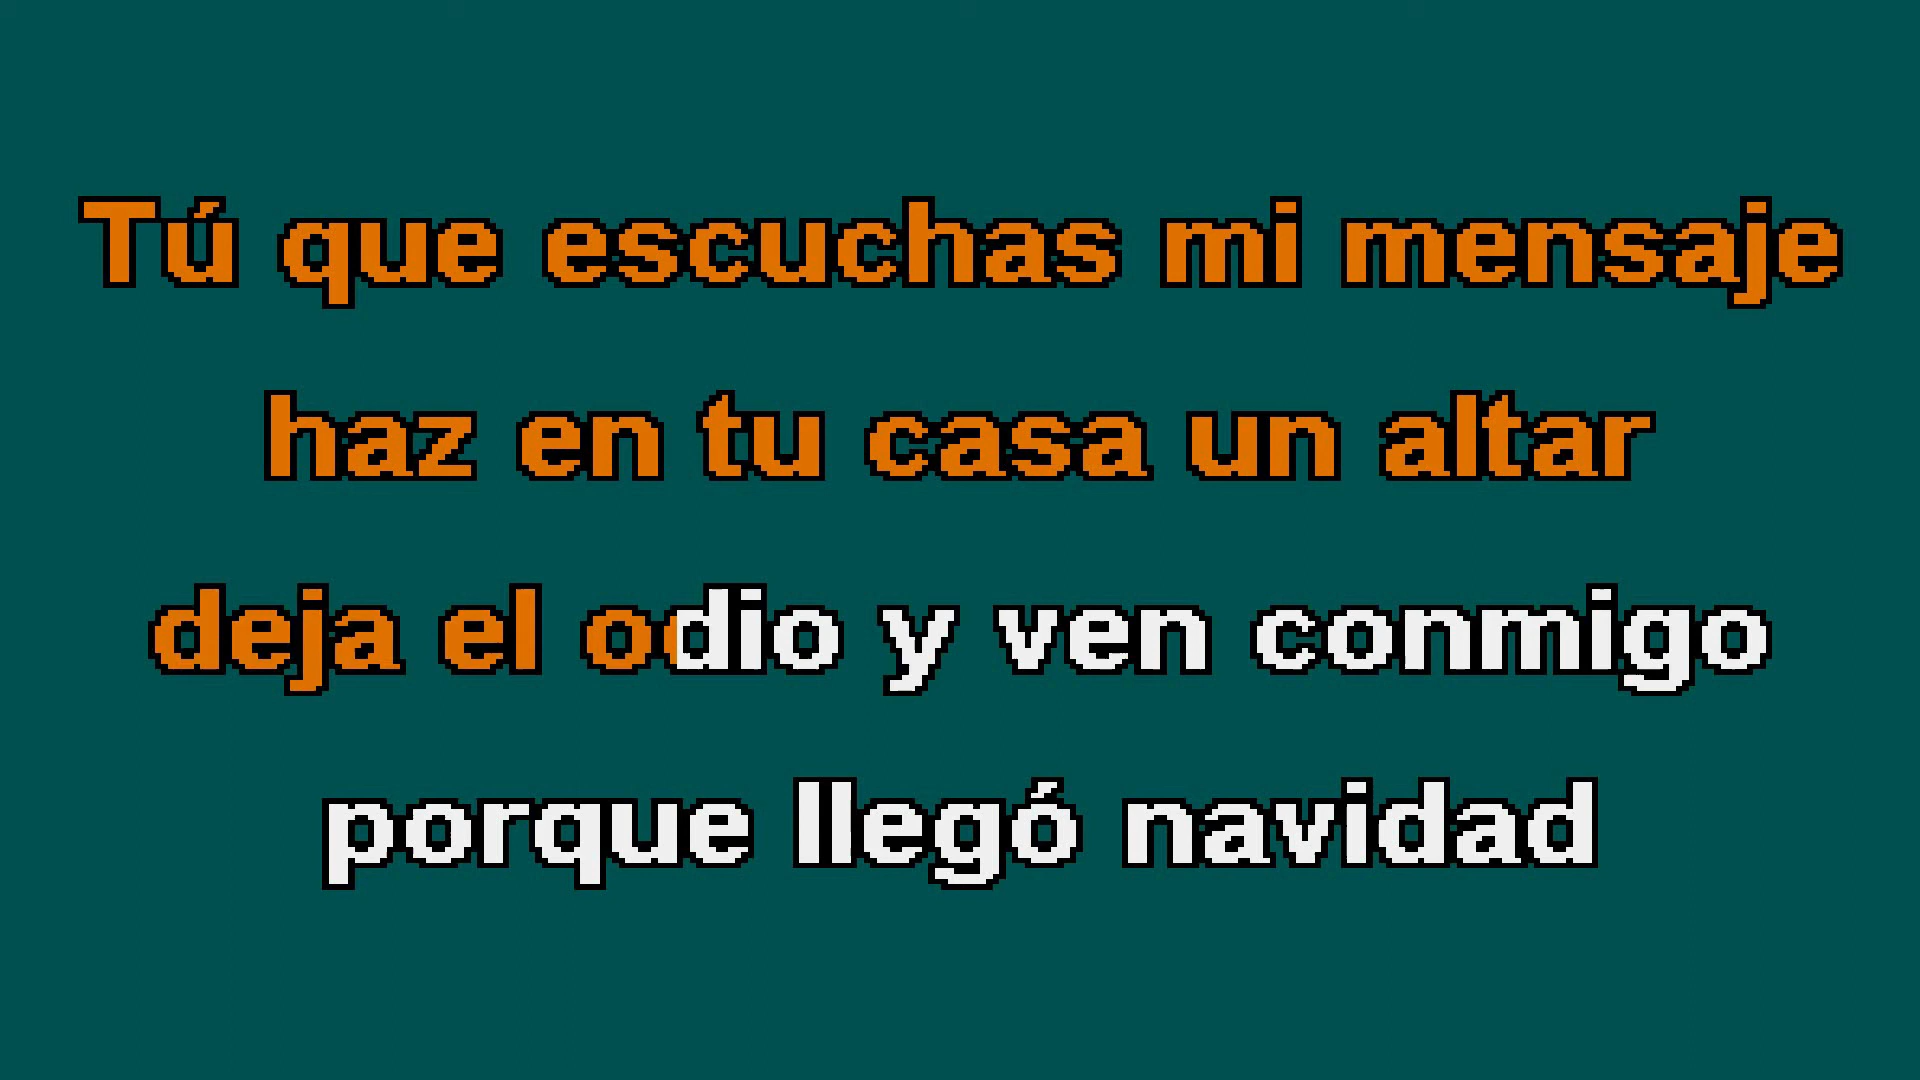 Tú que escuchas mi mensaje
haz en tu casa un altar
deja el odio y ven conmigo
porque llegó navidad